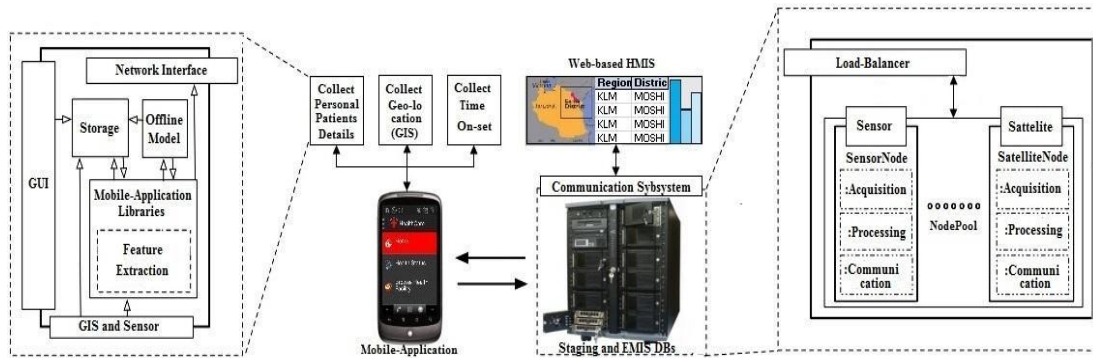 Network Interface
GUI
Storage
Offline
Model
Mobile-Application
Libraries
Feature
Extraction
GIS and Sensor
Collect
Personal
Patients
Details
Collect
Geo-lo
cation
(GIS)
Collect
Time
On-set
HealthCare
Home
Facility
Mobile-Application
Web-based HMIS
Region Distric
KLM MOSHI
KLM MOSHI
KLM MOSHI
KLM MOSHI
Communication Sybsystem
Staging and EMIS DBs
Load-Balancer
Sensor
SensorNode
:Acquisition
:Processing
:Communi
cation
NodePool
Sattelite
SatelliteNode
:Acquisition
:Processing
:Communi
cation